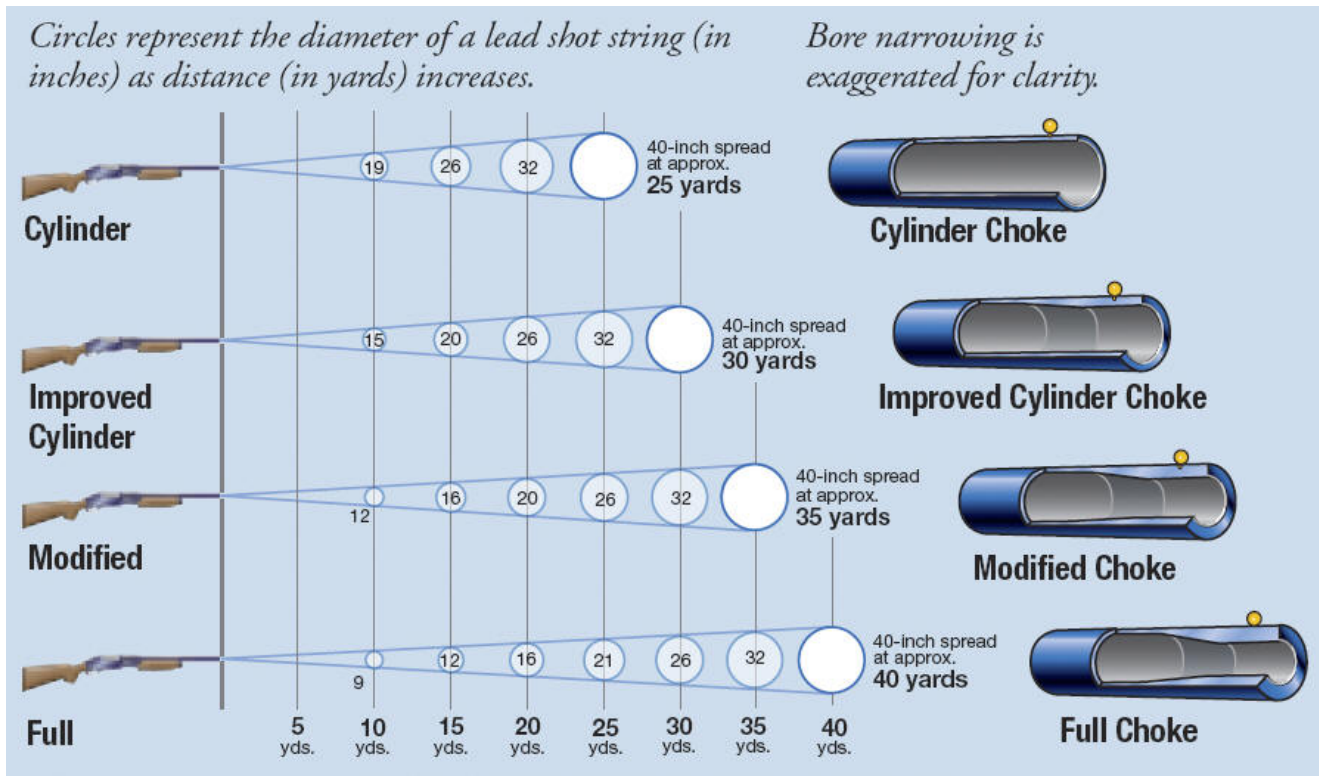 Circles represent the diameter of a lead shot string (in
inches) as distance (in yards) increases.
Bore narrowing is
exaggerated for clarity.
19
26
32
40-inch spread
at approx.
25 yards
Cylinder
Cylinder Choke
15
20
26
32
40-inch spread
at approx.
30 yards
Improved
Cylinder
Improved Cylinder Choke
12
16
20
26
32
40-inch spread
at approx.
35 yards
Modified
Modified Choke
9
12
16
21
26
32
40-inch spread
at approx.
40 yards
Full
Full Choke
5
yds.
10
yds.
15
yds.
20
yds.
25
yds.
30
yds.
35
yds.
40
yds.